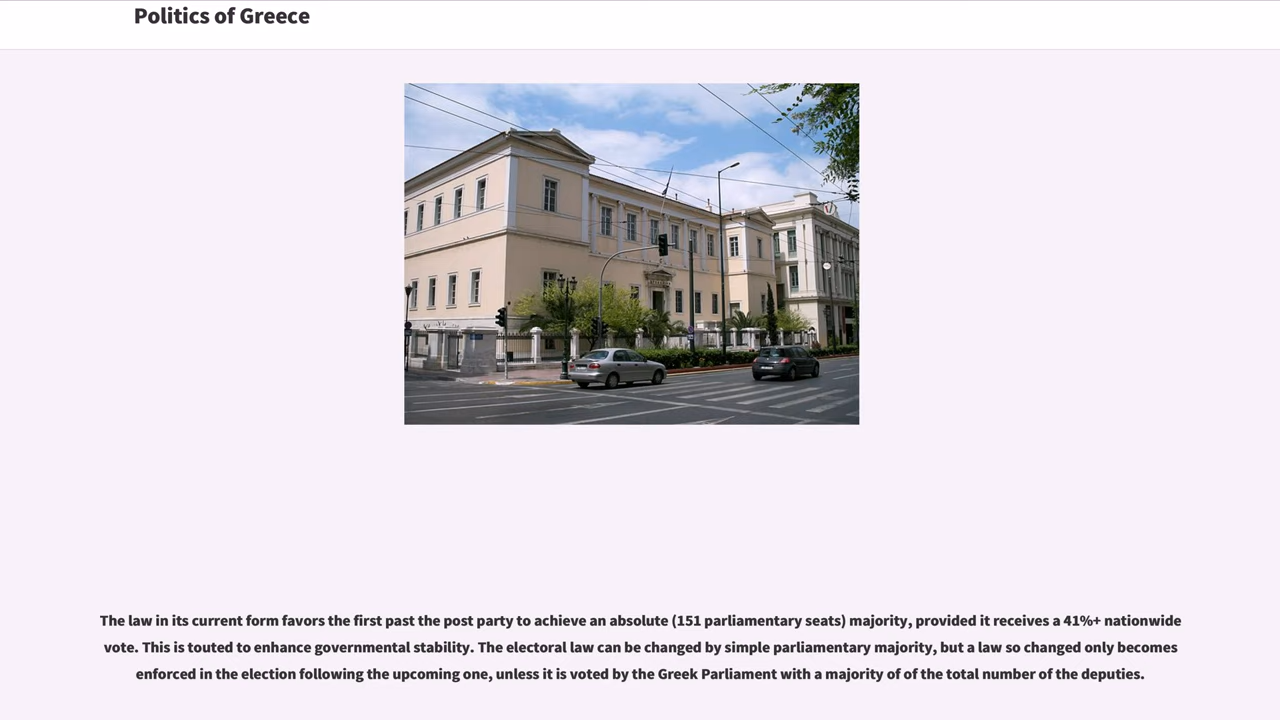 Politics of Greece
The law in its current form favors the first past the post party to achieve an absolute (151 parliamentary seats) majority, provided it receives a 41%+ nationwide
vote. This is touted to enhance governmental stability. The electoral law can be changed by simple parliamentary majority, but a law so changed only becomes
enforced in the election following the upcoming one, unless it is voted by the Greek Parliament with a majority of of the total number of the deputies.